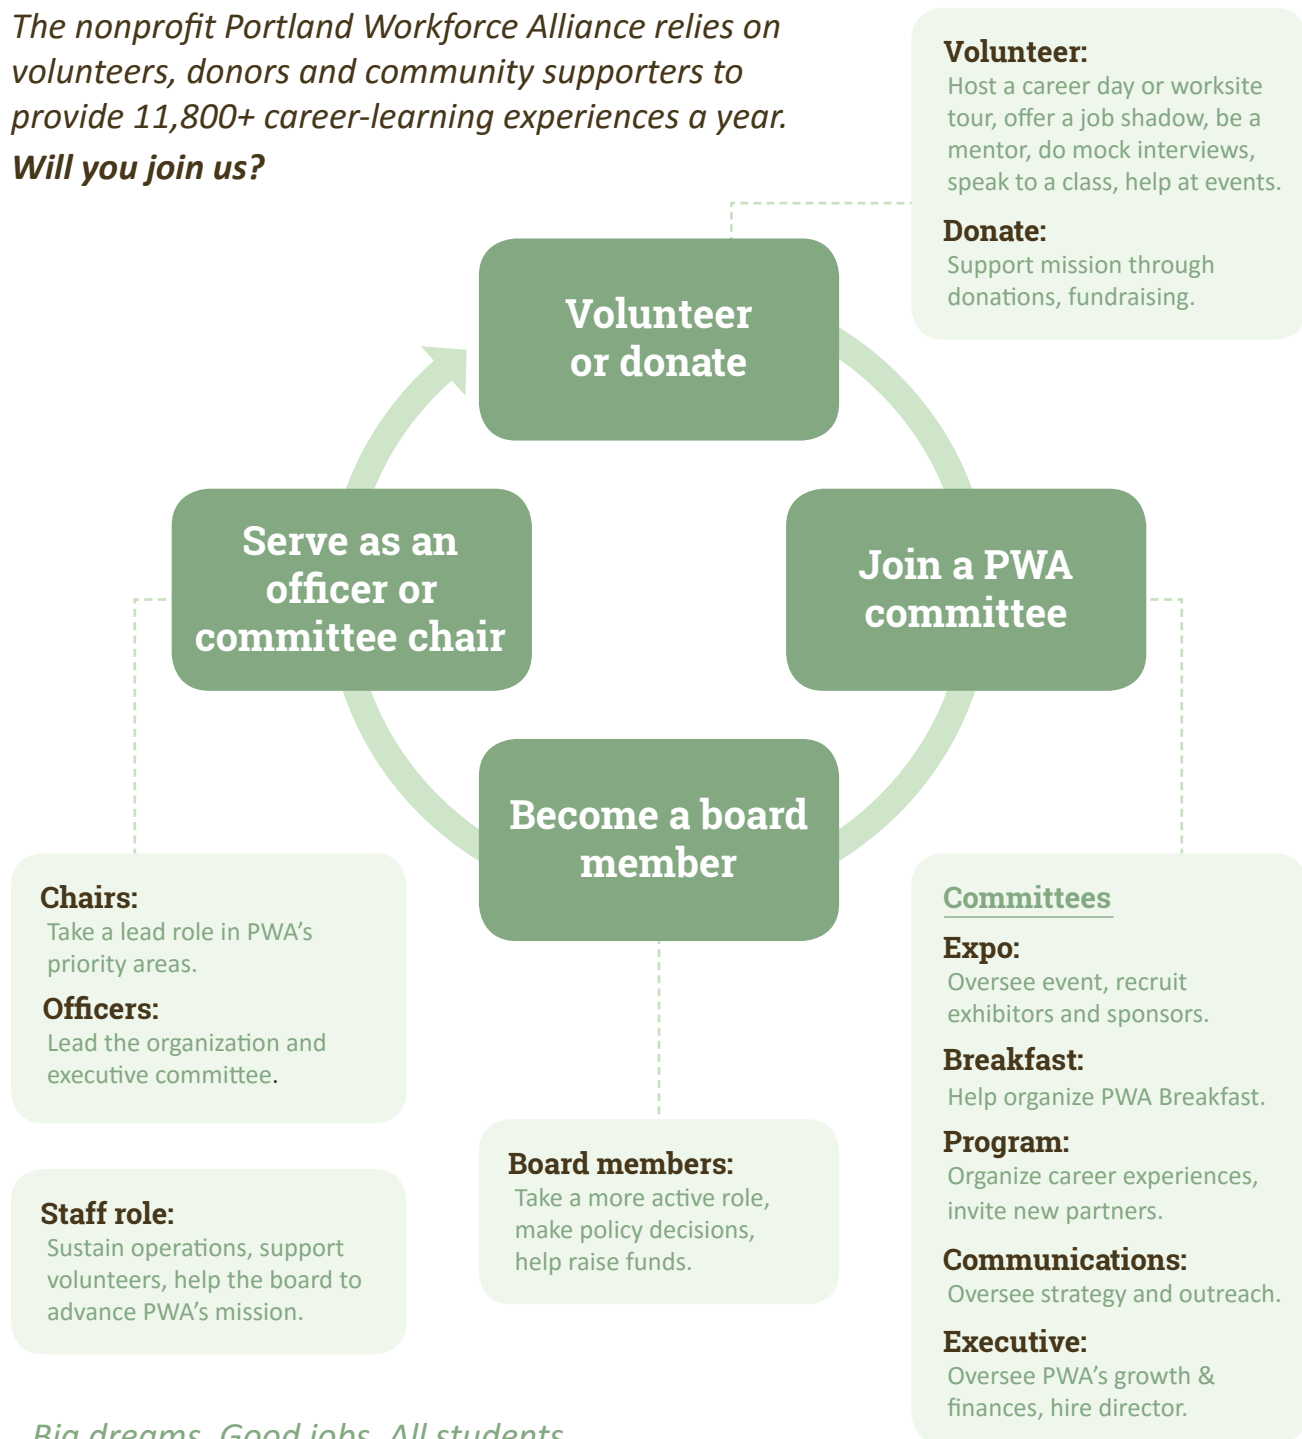 The nonprofit Portland Workforce Alliance relies on
volunteers, donors and community supporters to
provide 11,800+ career-learning experiences a year.
Will you join us?
Volunteer:
Host a career day or worksite
tour, offer a job shadow, be a
mentor, do mock interviews,
speak to a class, help at events.
Donate:
Support mission through
donations, fundraising.
Volunteer
or donate
Join a PWA
committee
Become a board
member
Serve as an
officer or
committee chair
Chairs:
Take a lead role in PWA’s
priority areas.
Officers:
Lead the organization and
executive committee.
Staff role:
Sustain operations, support
volunteers, help the board to
advance PWA’s mission.
Board members:
Take a more active role,
make policy decisions,
help raise funds.
Committees
Expo:
Oversee event, recruit
exhibitors and sponsors.
Breakfast:
Help organize PWA Breakfast.
Program:
Organize career experiences,
invite new partners.
Communications:
Oversee strategy and outreach.
Executive:
Oversee PWA’s growth &
finances, hire director.
Big dreams. Good jobs. All students.